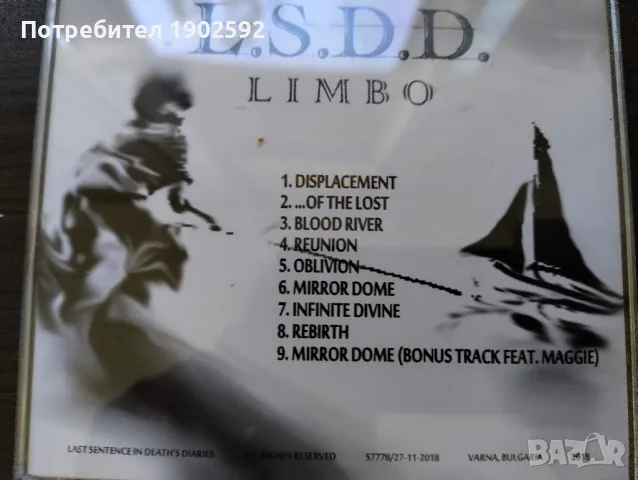 Потребител 1902592
L.S.D.D.
LIMBO
1. DISPLACEMENT
2. ...OF THE LOST
3. BLOOD RIVER
4. REUNION
5. OBLIVION
6. MIRROR DOME
7. INFINITE DIVINE
8. REBIRTH
9. MIRROR DOME (BONUS TRACK FEAT. MAGGIE)
LAST SENTENCE IN DEATH'S DIARIES ALL RIGHTS RESERVED 57778/27-11-2018 VARNA, BULGARIA 2018
BAZAR